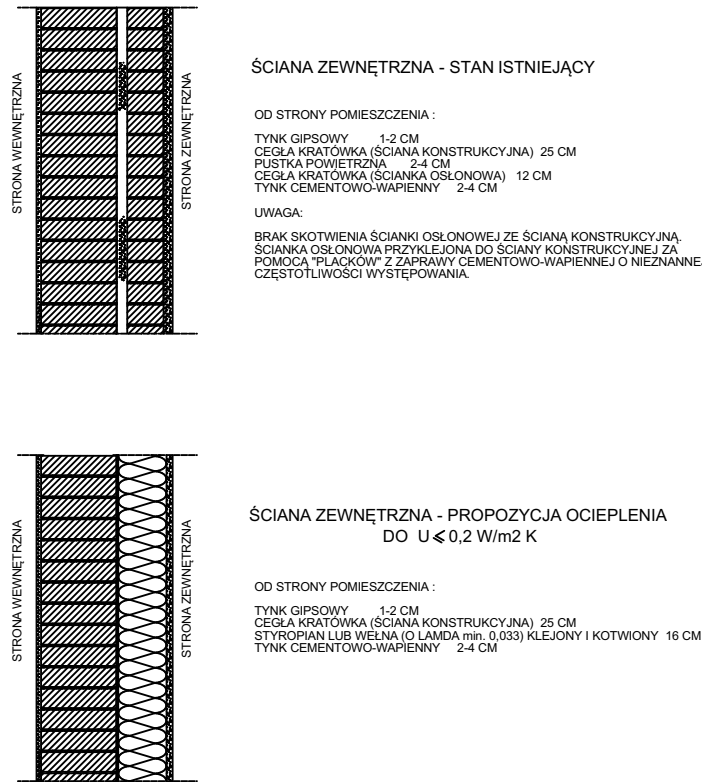 STRONA WEWNĘTRZNA
STRONA ZEWNĘTRZNA
ŚCIANA ZEWNĘTRZNA - STAN ISTNIEJĄCY
OD STRONY POMIESZCZENIA :
TYNK GIPSOWY 1-2 CM
CEGŁA KRATÓWKA (ŚCIANA KONSTRUKCYJNA) 25 CM
PUSTKA POWIETRZNA 2-4 CM
CEGŁA KRATÓWKA (ŚCIANKA OSŁONOWA) 12 CM
TYNK CEMENTOWO-WAPIENNY 2-4 CM
UWAGA:
BRAK SKOTWIENIA ŚCIANKI OSŁONOWEJ ZE ŚCIANĄ KONSTRUKCYJNĄ.
ŚCIANKA OSŁONOWA PRZYKLEJONA DO ŚCIANY KONSTRUKCYJNEJ ZA
POMOCĄ "PLACKÓW" Z ZAPRAWY CEMENTOWO-WAPIENNEJ O NIEZNANNE
CZĘSTOTLIWOŚCI WYSTĘPOWANIA.
STRONA WEWNĘTRZNA
STRONA ZEWNĘTRZNA
ŚCIANA ZEWNĘTRZNA - PROPOZYCJA OCIEPLENIA
DO U⩽0,2 W/m2 K
OD STRONY POMIESZCZENIA :
TYNK GIPSOWY 1-2 CM
CEGŁA KRATÓWKA (ŚCIANA KONSTRUKCYJNA) 25 CM
STYROPIAN LUB WEŁNA (O LAMDA min. 0,033) KLEJONY I KOTWIONY 16 CM
TYNK CEMENTOWO-WAPIENNY 2-4 CM